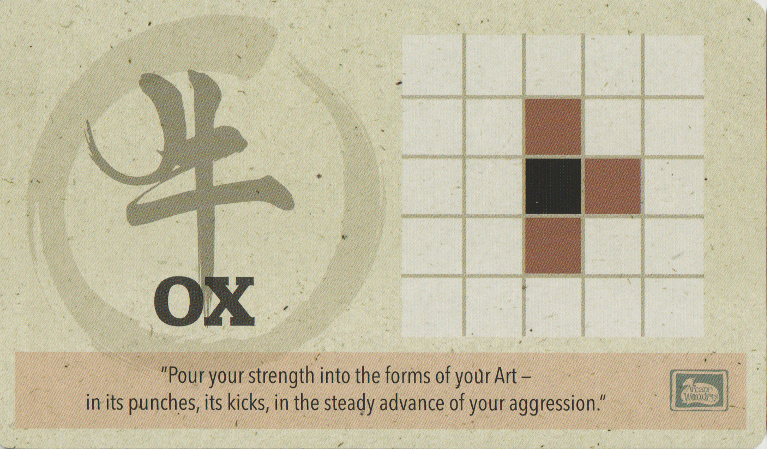 牛
OX
"Pour your strength into the forms of your Art –
in its punches, its kicks, in the steady advance of your aggression."